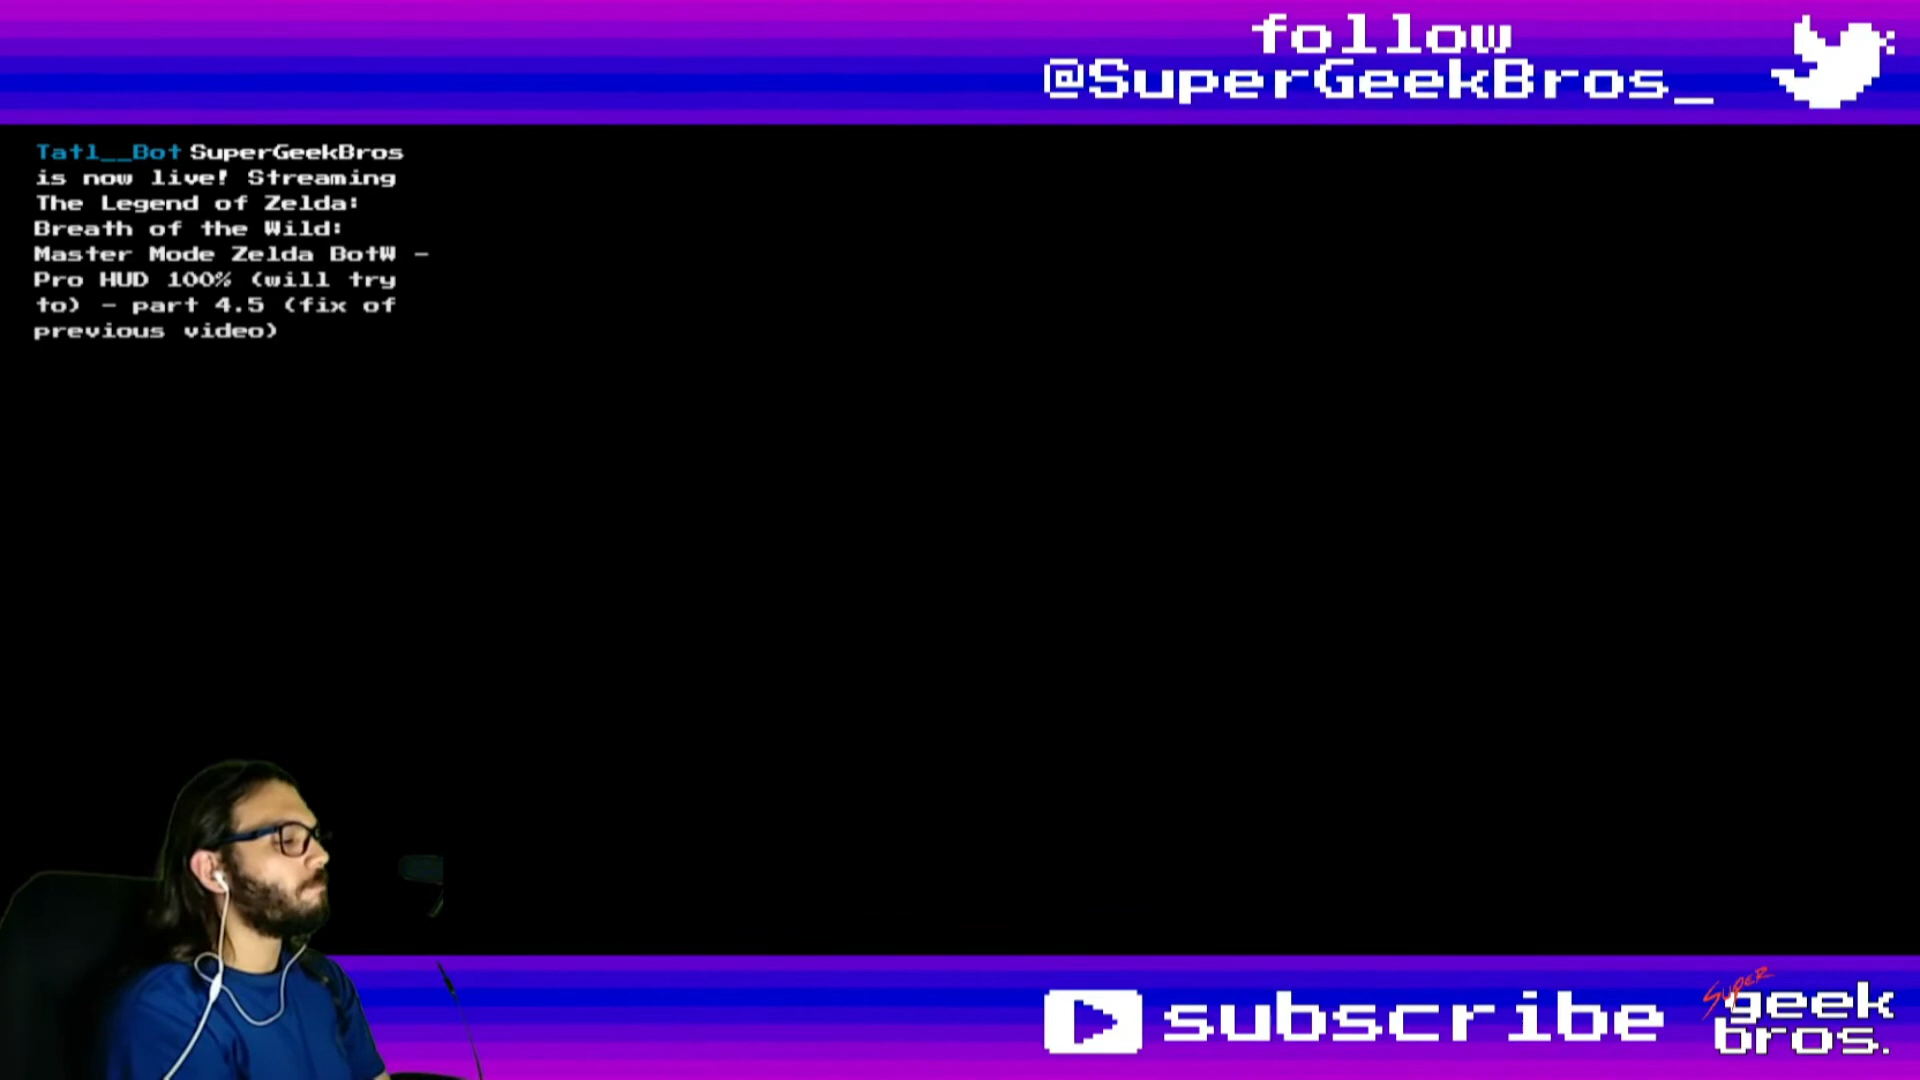 follow
@SuperGeekBros_
Tatl__Bot SuperGeekBros
is now live! Streaming
The Legend of Zelda:
Breath of the Wild:
Master Mode Zelda BotW -
Pro HUD 100% (will try
to) - part 4.5 (fix of
previous video)
subscribe
SUPER
geek
bros.